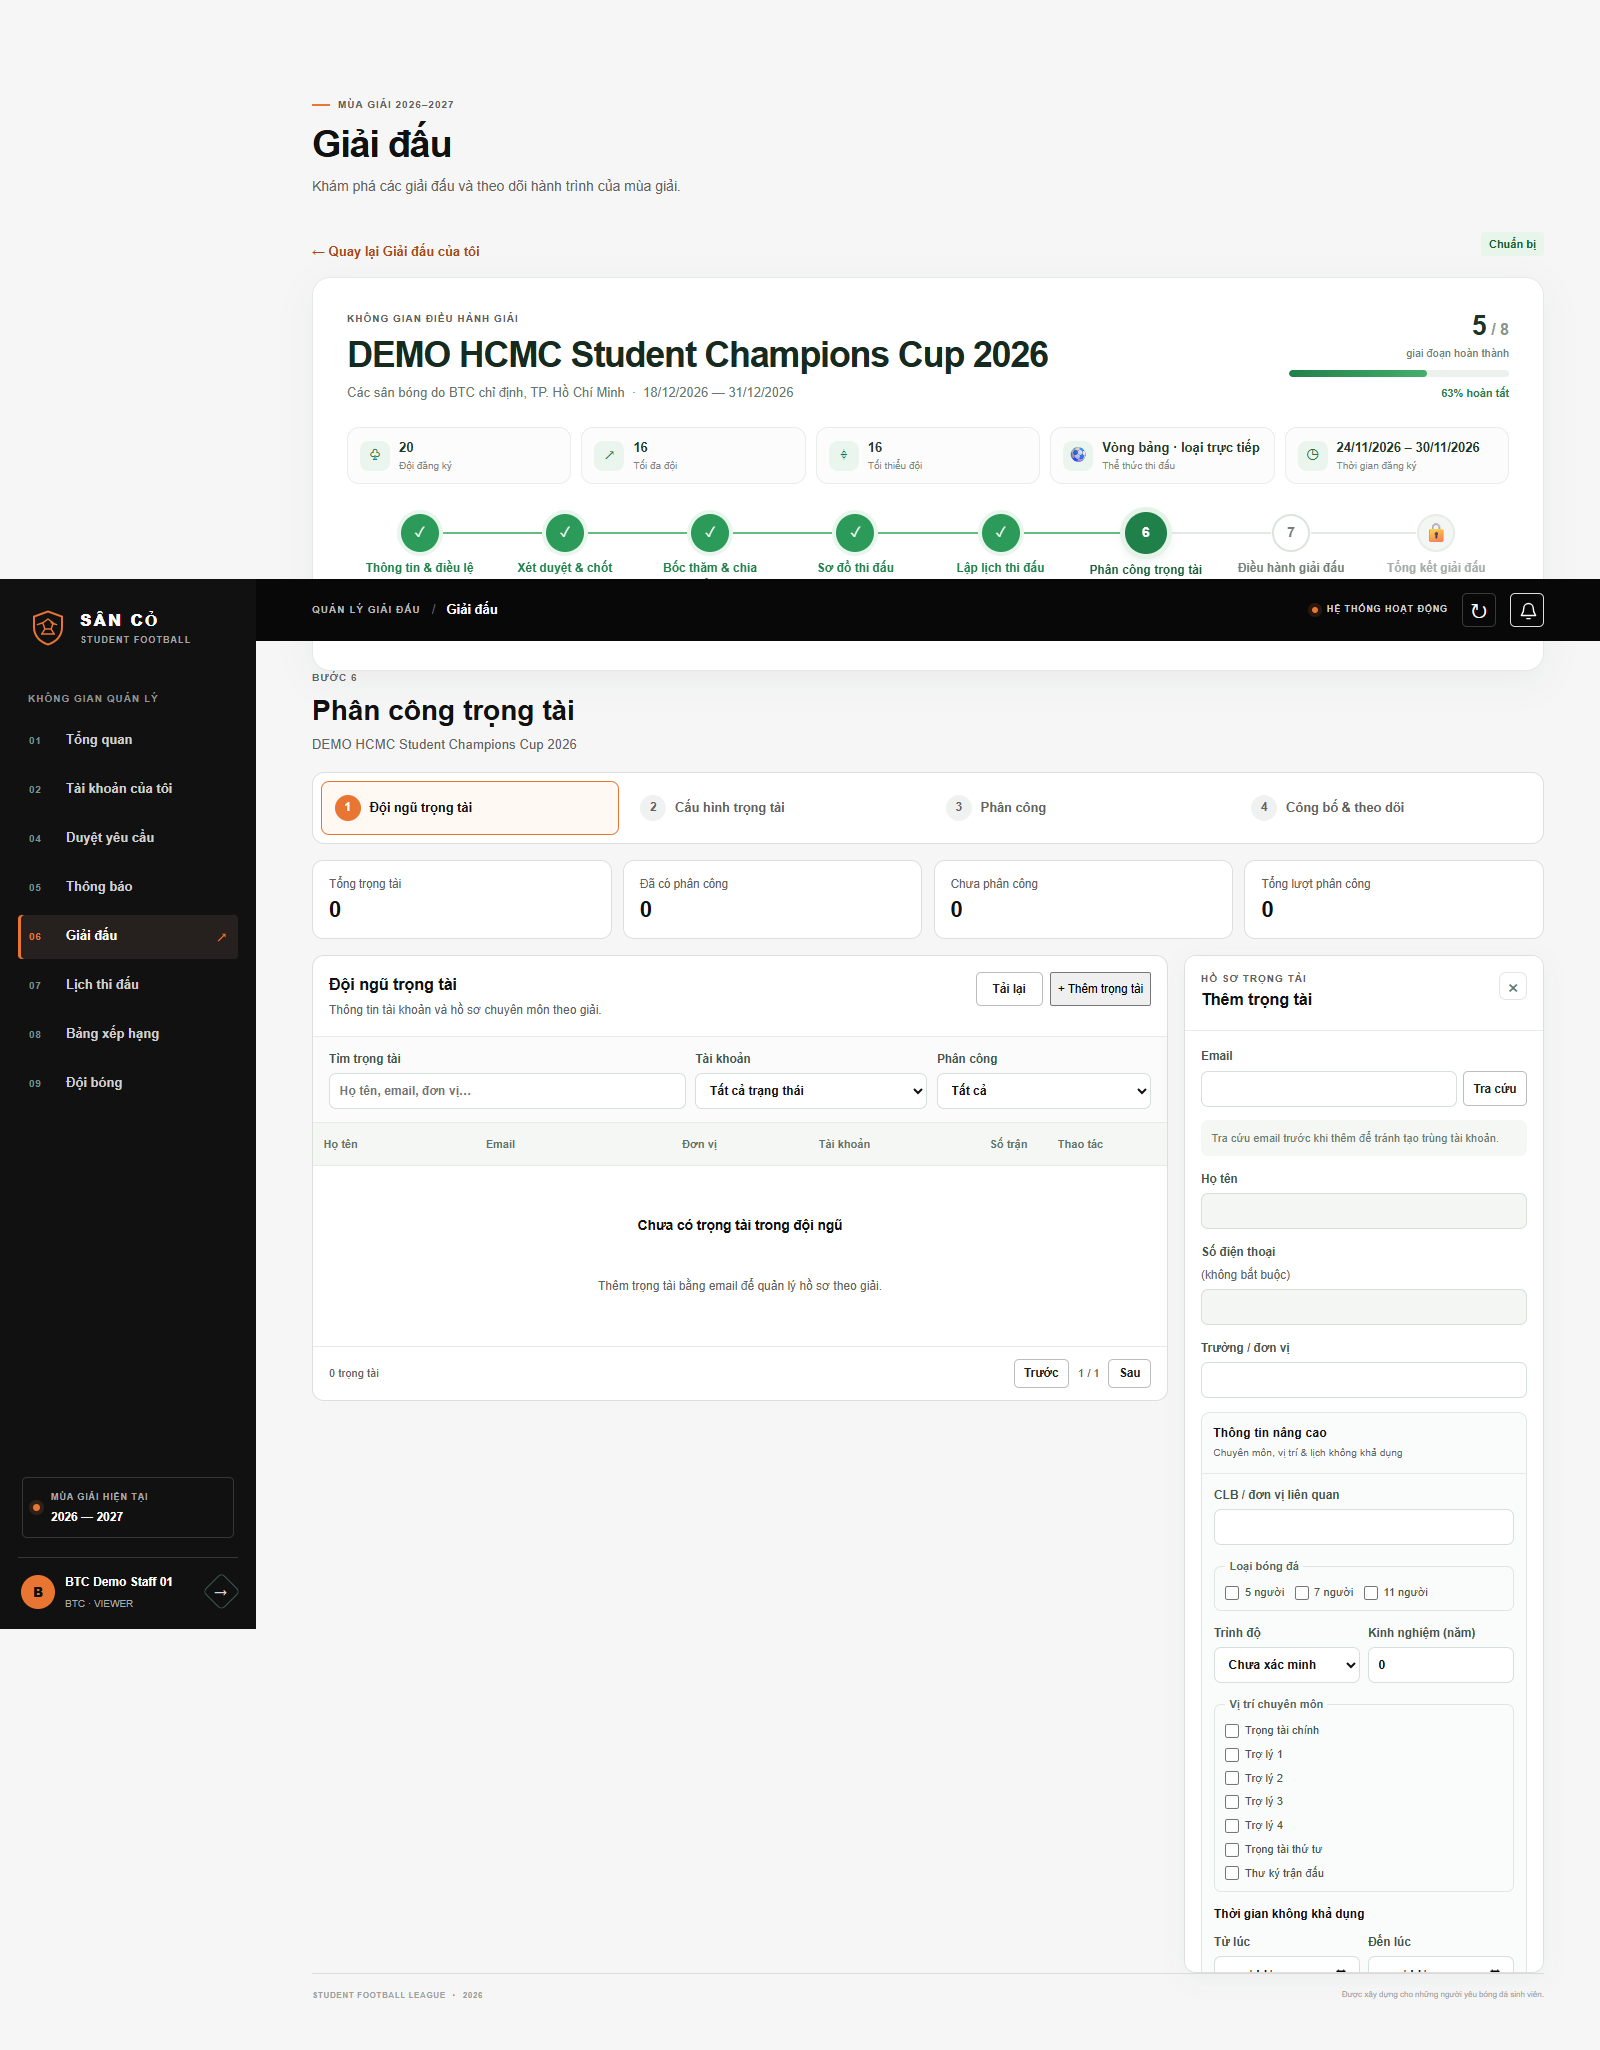 MÙA GIẢI 2026–2027
Giải đấu
Khám phá các giải đấu và theo dõi hành trình của mùa giải.
← Quay lại Giải đấu của tôi
Chuẩn bị
KHÔNG GIAN ĐIỀU HÀNH GIẢI
DEMO HCMC Student Champions Cup 2026
Các sân bóng do BTC chỉ định, TP. Hồ Chí Minh · 18/12/2026 — 31/12/2026
5 / 8
giai đoạn hoàn thành
63% hoàn tất
20
Đội đăng ký
16
Tối đa đội
16
Tối thiểu đội
Vòng bảng · loại trực tiếp
Thể thức thi đấu
24/11/2026 – 30/11/2026
Thời gian đăng ký
✓ ✓ ✓ ✓ ✓ 6 7
Thông tin & điều lệ
Xét duyệt & chốt
Bốc thăm & chia
Sơ đồ thi đấu
Lập lịch thi đấu
Phân công trọng tài
Điều hành giải đấu
Tổng kết giải đấu
SÂN CỎ
STUDENT FOOTBALL
QUẢN LÝ GIẢI ĐẤU / Giải đấu
HỆ THỐNG HOẠT ĐỘNG
KHÔNG GIAN QUẢN LÝ
01 Tổng quan
02 Tài khoản của tôi
04 Duyệt yêu cầu
05 Thông báo
06 Giải đấu ↗
07 Lịch thi đấu
08 Bảng xếp hạng
09 Đội bóng
MÙA GIẢI HIỆN TẠI
2026 — 2027
B
BTC Demo Staff 01
BTC · VIEWER
→
BƯỚC 6
Phân công trọng tài
DEMO HCMC Student Champions Cup 2026
1 Đội ngũ trọng tài
2 Cấu hình trọng tài
3 Phân công
4 Công bố & theo dõi
Tổng trọng tài
0
Đã có phân công
0
Chưa phân công
0
Tổng lượt phân công
0
Đội ngũ trọng tài
Thông tin tài khoản và hồ sơ chuyên môn theo giải.
Tải lại
+ Thêm trọng tài
Tìm trọng tài
Họ tên, email, đơn vị...
Tài khoản
Tất cả trạng thái
Phân công
Tất cả
Họ tên Email Đơn vị Tài khoản Số trận Thao tác
Chưa có trọng tài trong đội ngũ
Thêm trọng tài bằng email để quản lý hồ sơ theo giải.
0 trọng tài
Trước 1 / 1 Sau
HỒ SƠ TRỌNG TÀI
Thêm trọng tài
×
Email
Tra cứu
Tra cứu email trước khi thêm để tránh tạo trùng tài khoản.
Họ tên
Số điện thoại
(không bắt buộc)
Trường / đơn vị
Thông tin nâng cao
Chuyên môn, vị trí & lịch không khả dụng
CLB / đơn vị liên quan
Loại bóng đá
5 người 7 người 11 người
Trình độ
Chưa xác minh
Kinh nghiệm (năm)
0
Vị trí chuyên môn
Trọng tài chính
Trợ lý 1
Trợ lý 2
Trợ lý 3
Trợ lý 4
Trọng tài thứ tư
Thư ký trận đấu
Thời gian không khả dụng
Từ lúc
Đến lúc
STUDENT FOOTBALL LEAGUE • 2026
Được xây dựng cho những người yêu bóng đá sinh viên.